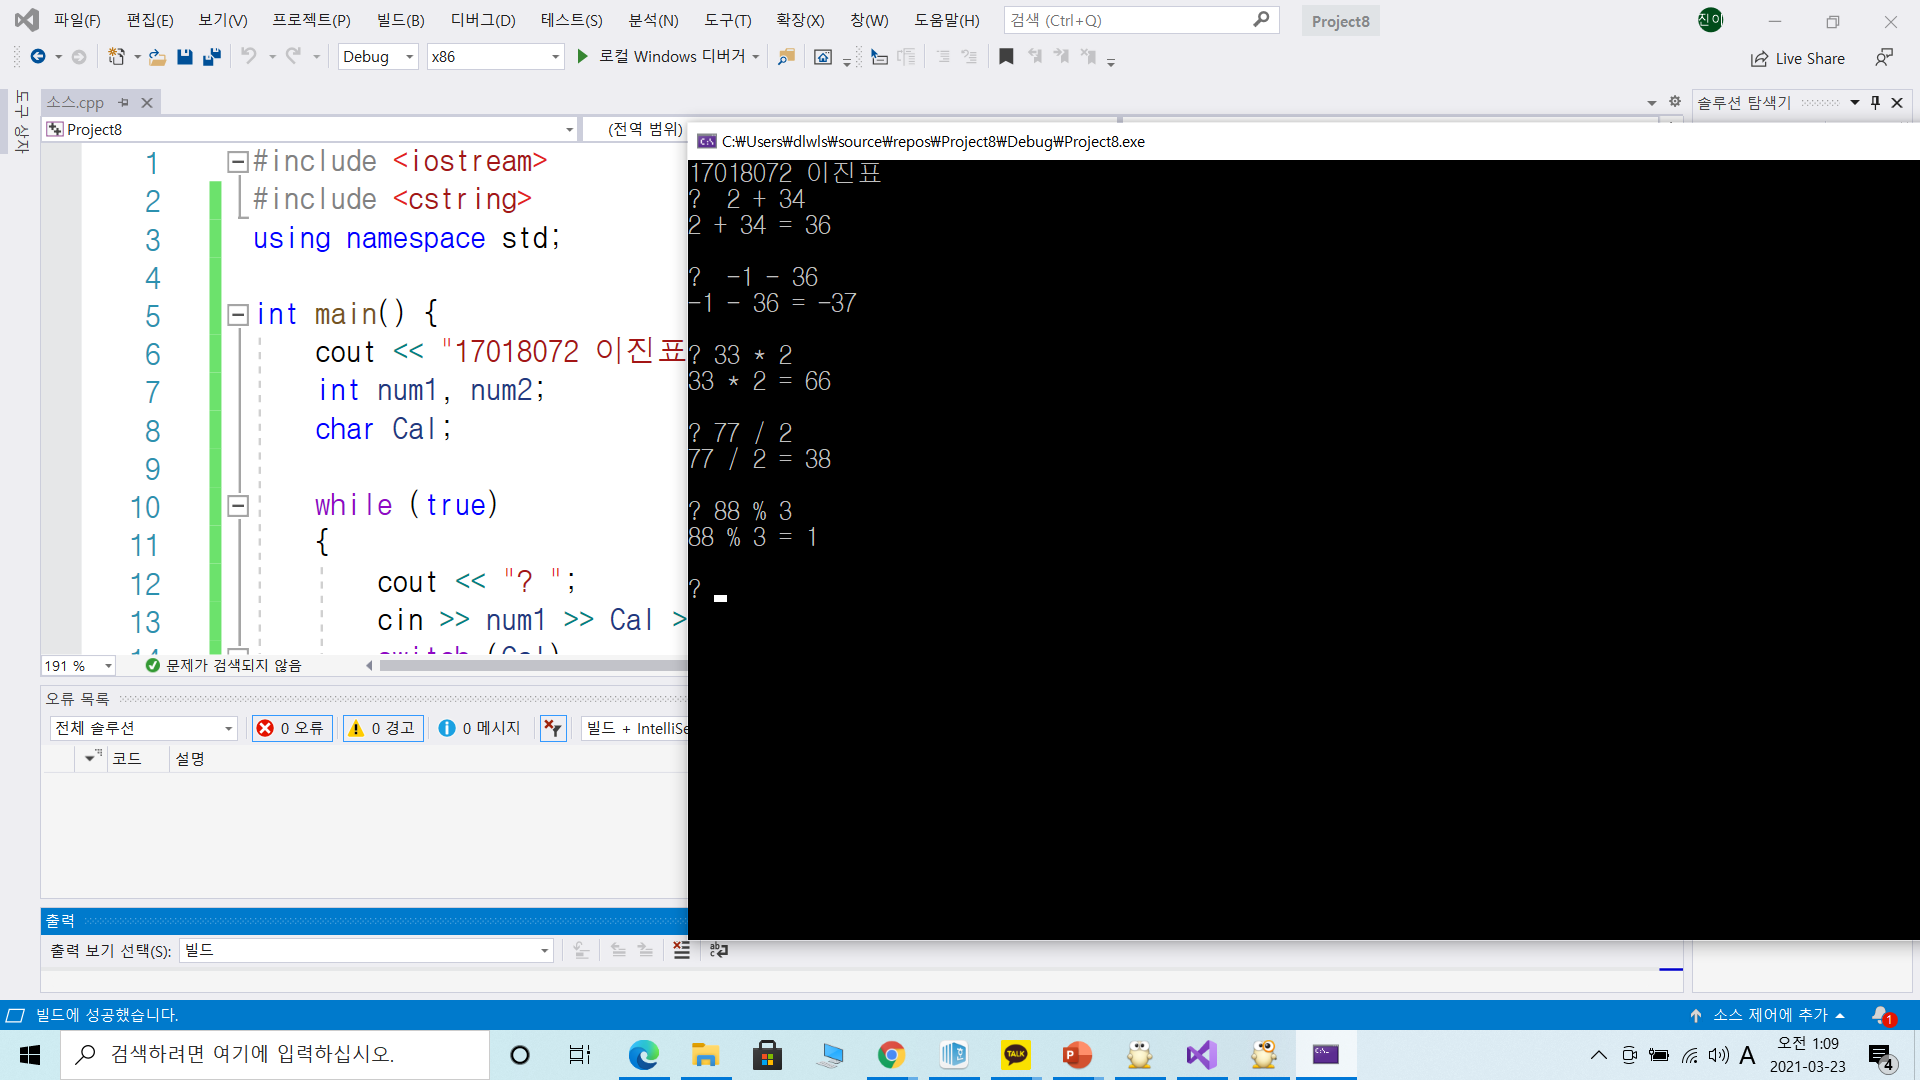 파일(F) 편집(E) 보기(V) 프로젝트(P) 빌드(B) 디버그(D) 테스트(S) 분석(N) 도구(T) 확장(X) 창(W) 도움말(H) 검색 (Ctrl+Q) Project8 진이
Debug x86 로컬 Windows 디버거 Live Share
도구 상자
소스.cpp 솔루션 탐색기
Project8 (전역 범위)
1 #include <iostream>
2 #include <cstring>
3 using namespace std;
4
5 int main() {
6 cout << "17018072 이진표
7 int num1, num2;
8 char Cal;
9
10 while (true)
11 {
12 cout << "? ";
13 cin >> num1 >> Cal >
14 switch (Cal)
C:₩Users₩dlwls₩source₩repos₩Project8₩Debug₩Project8.exe
17018072 이진표
?  2 + 34
2 + 34 = 36
?  -1 - 36
-1 - 36 = -37
? 33 * 2
33 * 2 = 66
? 77 / 2
77 / 2 = 38
? 88 % 3
88 % 3 = 1
?
191 % 문제가 검색되지 않음
오류 목록
전체 솔루션 0 오류 0 경고 0 메시지 빌드 + IntelliSe
코드 설명
출력
출력 보기 선택(S): 빌드
빌드에 성공했습니다. 소스 제어에 추가 1
검색하려면 여기에 입력하십시오. TALK A 오전 1:09
2021-03-23 4